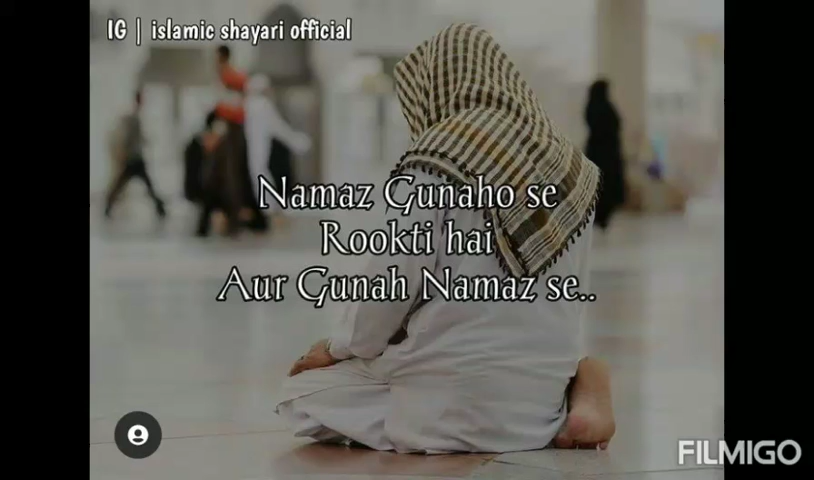 IG | islamic shayari official
Namaz Gunaho se
Rookti hai
Aur Gunah Namaz se..
FILMIGO